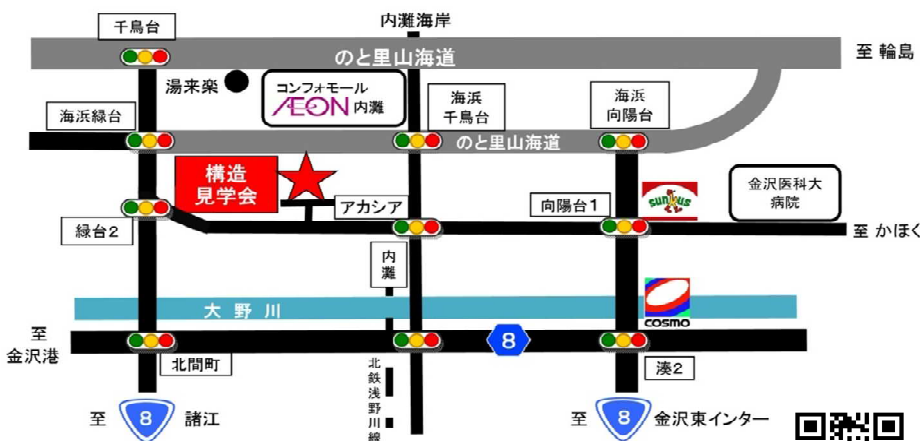 千鳥台
内灘海岸
のと里山海道
至 輪島
湯来楽
コンフォモール
ÆON 内灘
海浜緑台
海浜
千鳥台
海浜
向陽台
のと里山海道
構造
見学会
アカシア
向陽台1
sunkus
金沢医科大
病院
緑台2
至 かほく
内灘
大野川
COSMO
至
金沢港
8
北間町
湊2
北鉄浅野川線
至 8 諸江
至 8 金沢東インター